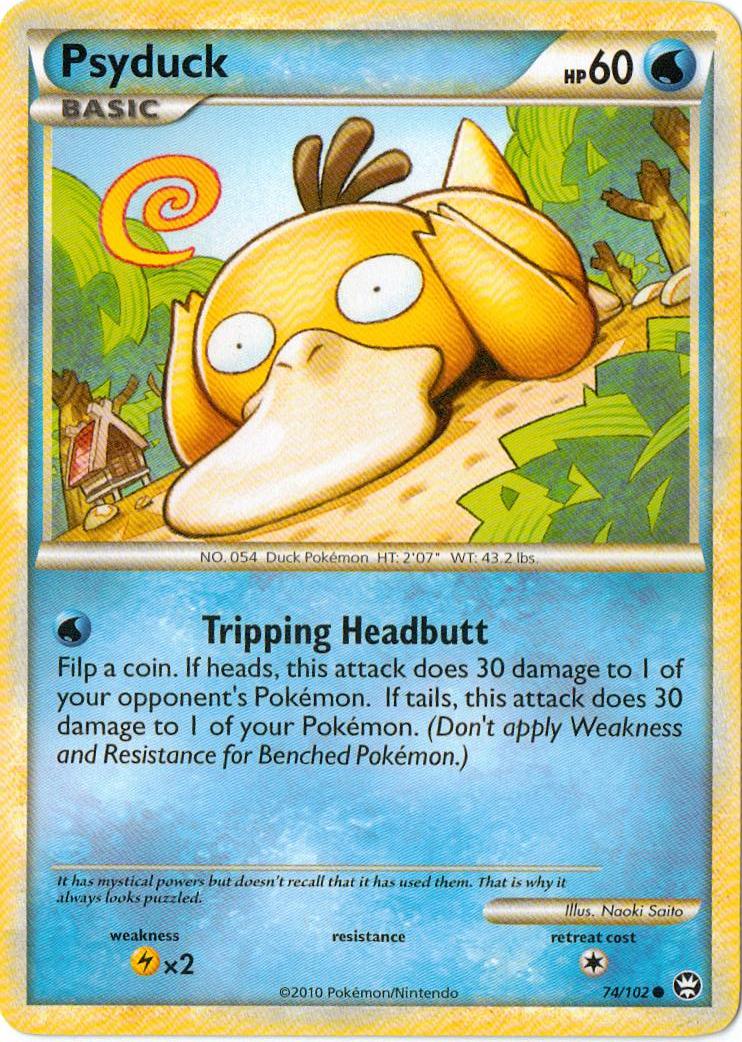 Psyduck
HP60
BASIC
NO. 054 Duck Pokémon HT: 2'07" WT: 43.2 lbs.
Tripping Headbutt
Filp a coin. If heads, this attack does 30 damage to 1 of
your opponent's Pokémon. If tails, this attack does 30
damage to 1 of your Pokémon. (Don't apply Weakness
and Resistance for Benched Pokémon.)
It has mystical powers but doesn't recall that it has used them. That is why it
always looks puzzled.
Illus. Naoki Saito
weakness
resistance
retreat cost
×2
©2010 Pokémon/Nintendo
74/102